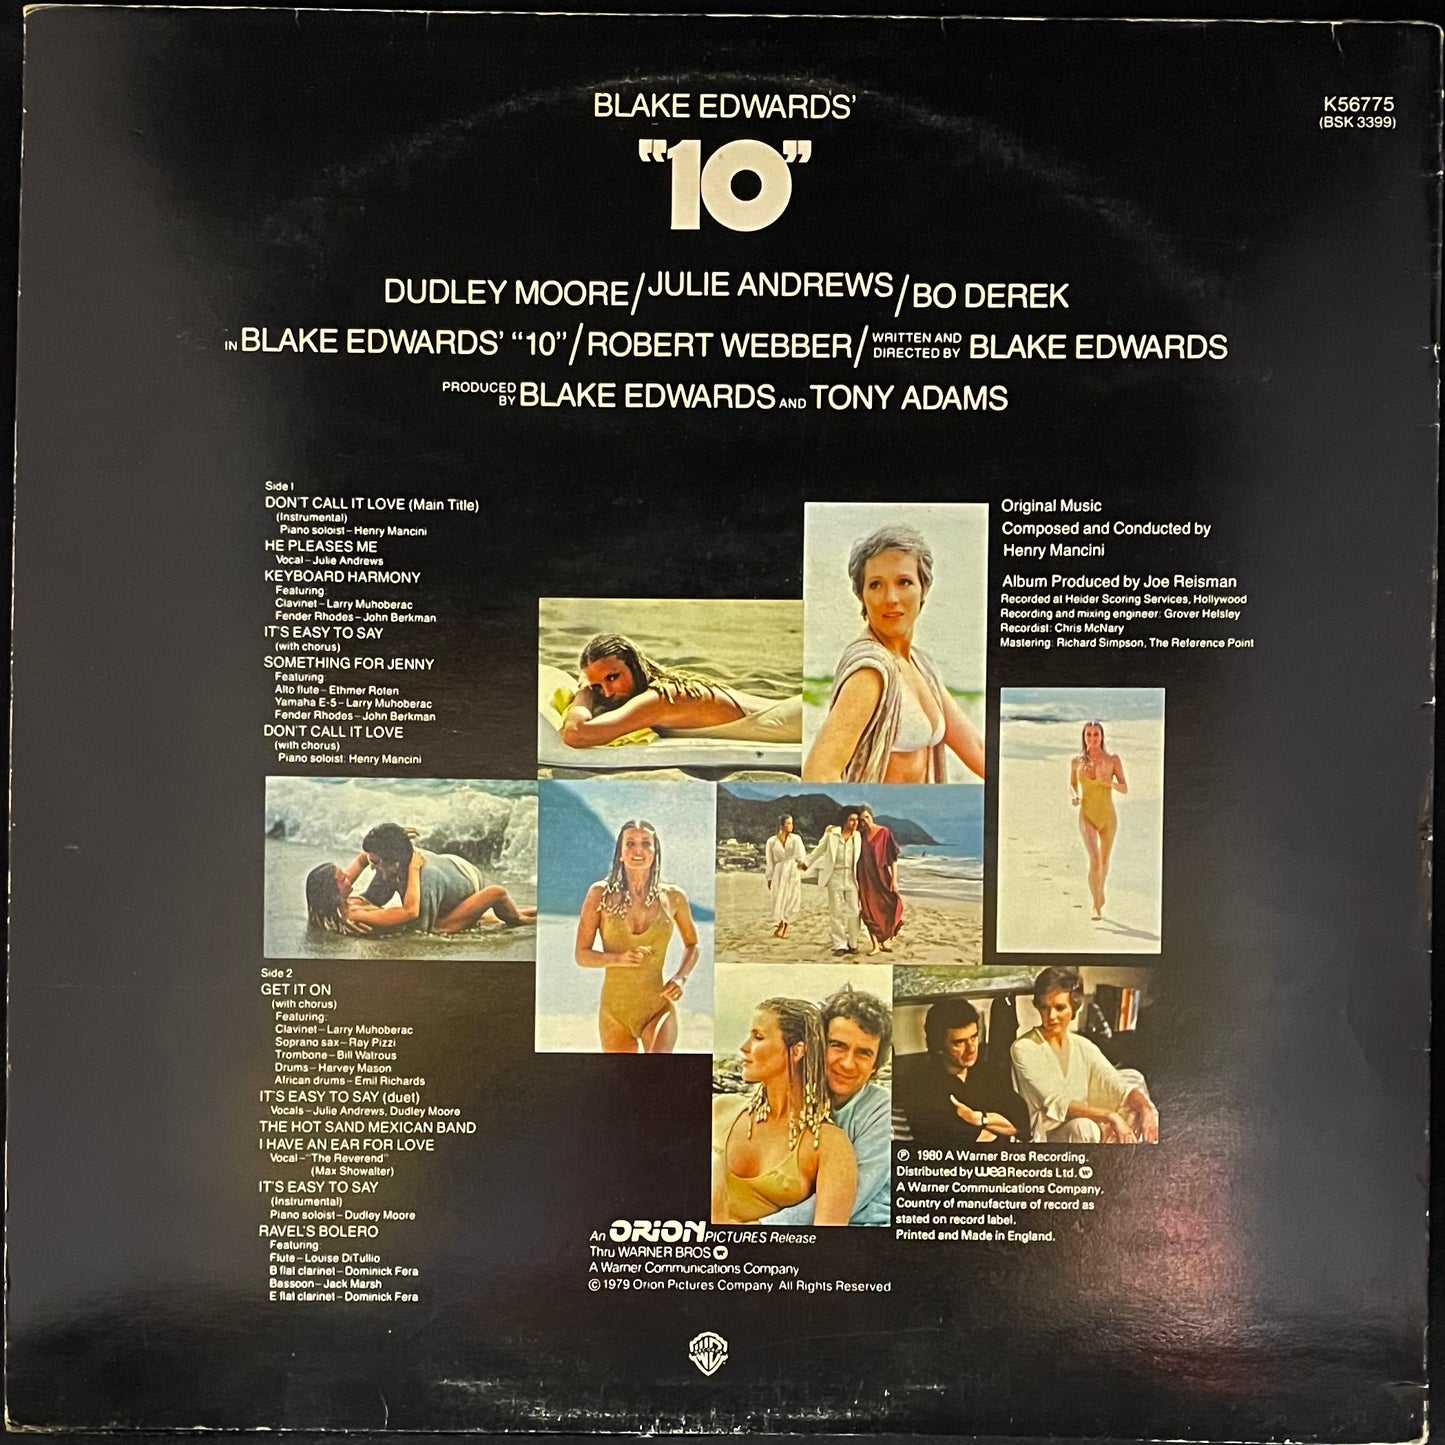 BLAKE EDWARDS'
"10"
K56775
(BSK 3399)
DUDLEY MOORE/JULIE ANDREWS/BO DEREK
IN BLAKE EDWARDS' "10"/ROBERT WEBBER/WRITTEN AND DIRECTED BY BLAKE EDWARDS
PRODUCED BY BLAKE EDWARDS AND TONY ADAMS
Side 1
DON'T CALL IT LOVE (Main Title)
(Instrumental)
Piano soloist – Henry Mancini
HE PLEASES ME
Vocal – Julie Andrews
KEYBOARD HARMONY
Featuring:
Clavinet – Larry Muhoberac
Fender Rhodes – John Berkman
IT'S EASY TO SAY
(with chorus)
SOMETHING FOR JENNY
Featuring:
Alto flute – Ethmer Roten
Yamaha E-5 – Larry Muhoberac
Fender Rhodes – John Berkman
DON'T CALL IT LOVE
(with chorus)
Piano soloist: Henry Mancini
Original Music
Composed and Conducted by
Henry Mancini
Album Produced by Joe Reisman
Recorded at Heider Scoring Services, Hollywood
Recording and mixing engineer: Grover Helsley
Recordist: Chris McNary
Mastering: Richard Simpson, The Reference Point
Side 2
GET IT ON
(with chorus)
Featuring:
Clavinet – Larry Muhoberac
Soprano sax – Ray Pizzi
Trombone – Bill Watrous
Drums – Harvey Mason
African drums – Emil Richards
IT'S EASY TO SAY (duet)
Vocals – Julie Andrews, Dudley Moore
THE HOT SAND MEXICAN BAND
I HAVE AN EAR FOR LOVE
Vocal – "The Reverend"
(Max Showalter)
IT'S EASY TO SAY
(Instrumental)
Piano soloist – Dudley Moore
RAVEL'S BOLERO
Featuring:
Flute – Louise DiTullio
B flat clarinet – Dominick Fera
Bassoon – Jack Marsh
E flat clarinet – Dominick Fera
An ORION PICTURES Release
Thru WARNER BROS
A Warner Communications Company
© 1979 Orion Pictures Company All Rights Reserved
℗ 1980 A Warner Bros Recording.
Distributed by wea Records Ltd.
A Warner Communications Company.
Country of manufacture of record as
stated on record label.
Printed and Made in England.